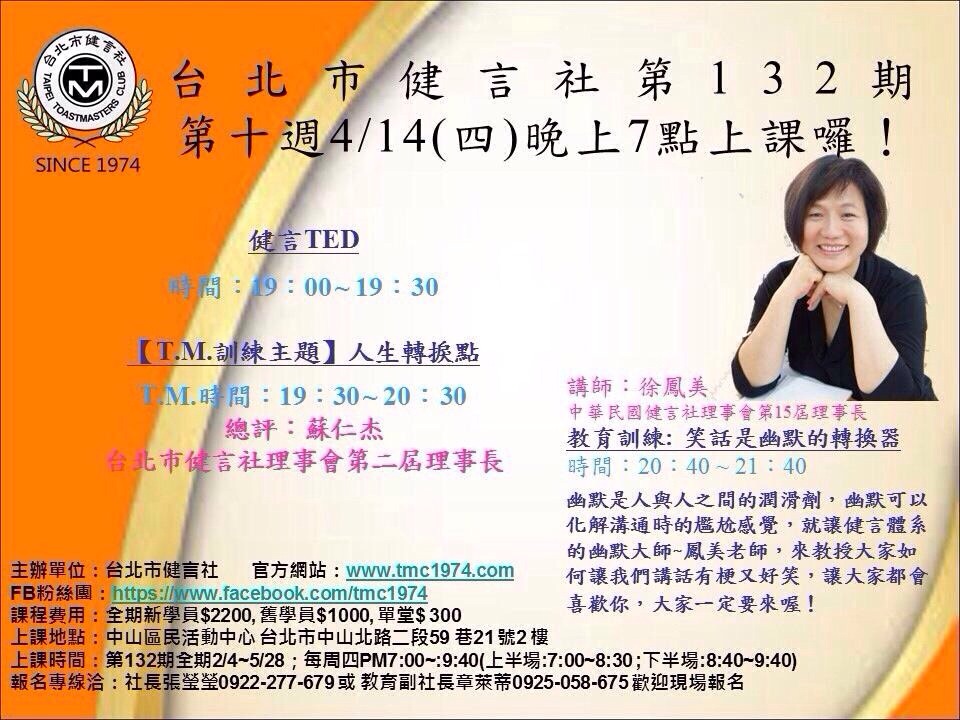 台北市健言社
TAIPEI TOASTMASTERS CLUB
TM
SINCE 1974
台北市健言社第132期
第十週4/14(四)晚上7點上課囉！
健言TED
時間：19：00~ 19：30
【T.M.訓練主題】人生轉捩點
T.M.時間：19：30~ 20：30
總評：蘇仁杰
台北市健言社理事會第二屆理事長
講師：徐鳳美
中華民國健言社理事會第15屆理事長
教育訓練: 笑話是幽默的轉換器
時間：20：40 ~ 21：40
幽默是人與人之間的潤滑劑，幽默可以
化解溝通時的尷尬感覺，就讓健言體系
的幽默大師~鳳美老師，來教授大家如
何讓我們講話有梗又好笑，讓大家都會
喜歡你，大家一定要來喔！
主辦單位：台北市健言社 官方網站：www.tmc1974.com
FB粉絲團：https://www.facebook.com/tmc1974
課程費用：全期新學員$2200, 舊學員$1000, 單堂$ 300
上課地點：中山區民活動中心 台北市中山北路二段59 巷21 號2 樓
上課時間：第132期全期2/4~5/28；每周四PM7:00~:9:40(上半場:7:00~8:30 ;下半場:8:40~9:40)
報名專線洽：社長張瑩瑩0922-277-679 或 教育副社長章萊蒂0925-058-675 歡迎現場報名